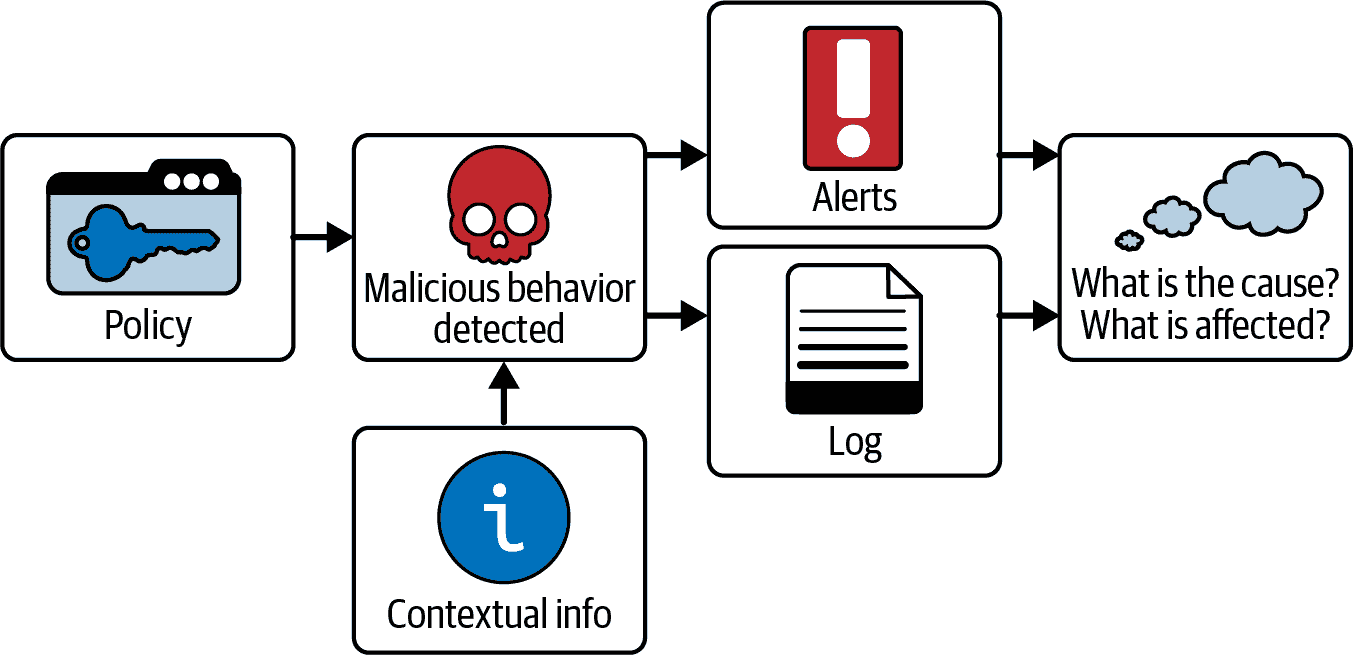 Policy
Malicious behavior
detected
Contextual info
Alerts
Log
What is the cause?
What is affected?